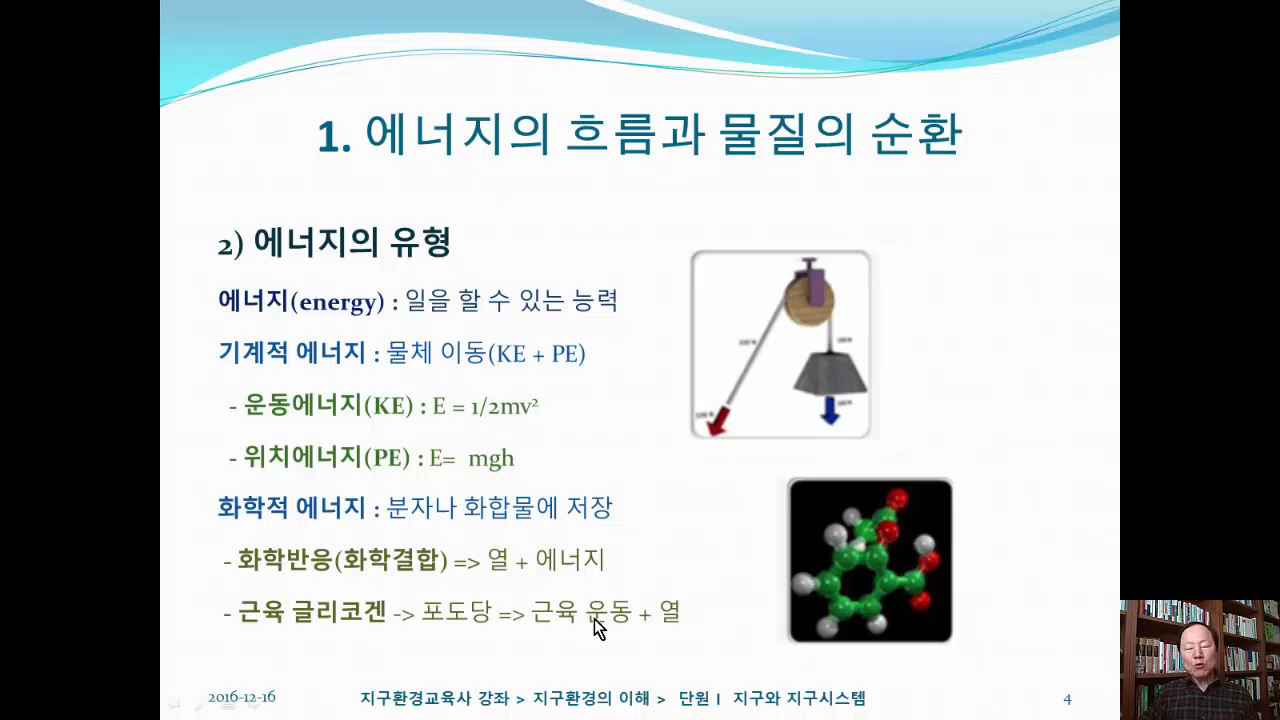 1. 에너지의 흐름과 물질의 순환
2) 에너지의 유형
에너지(energy) : 일을 할 수 있는 능력
기계적 에너지 : 물체 이동(KE + PE)
- 운동에너지(KE) : E = 1/2mv²
- 위치에너지(PE) : E= mgh
화학적 에너지 : 분자나 화합물에 저장
- 화학반응(화학결합) => 열 + 에너지
- 근육 글리코겐 -> 포도당 => 근육 운동 + 열
2016-12-16
지구환경교육사 강좌 > 지구환경의 이해 > 단원 I 지구와 지구시스템
4